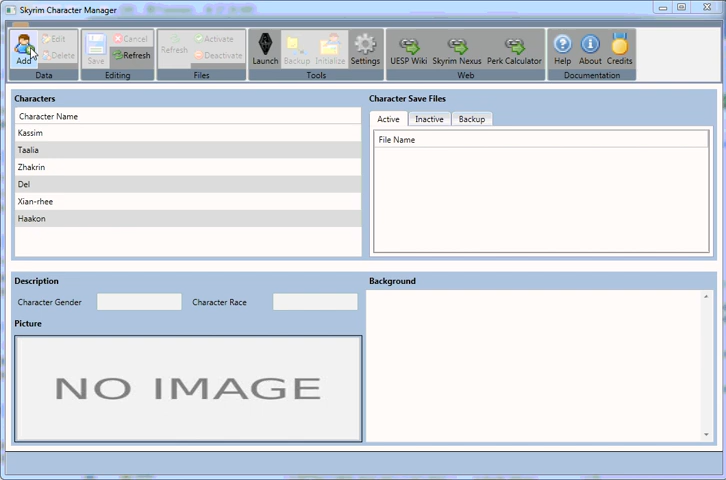 Skyrim Character Manager
Add
Edit
Delete
Data
Save
Cancel
Refresh
Editing
Refresh
Activate
Deactivate
Files
Launch
Backup
Initialize
Settings
Tools
UESP Wiki
Skyrim Nexus
Perk Calculator
Web
Help
About
Credits
Documentation
Characters
Character Name
Kassim
Taalia
Zhakrin
Del
Xian-rhee
Haakon
Character Save Files
Active
Inactive
Backup
File Name
Description
Character Gender
Character Race
Picture
NO IMAGE
Background